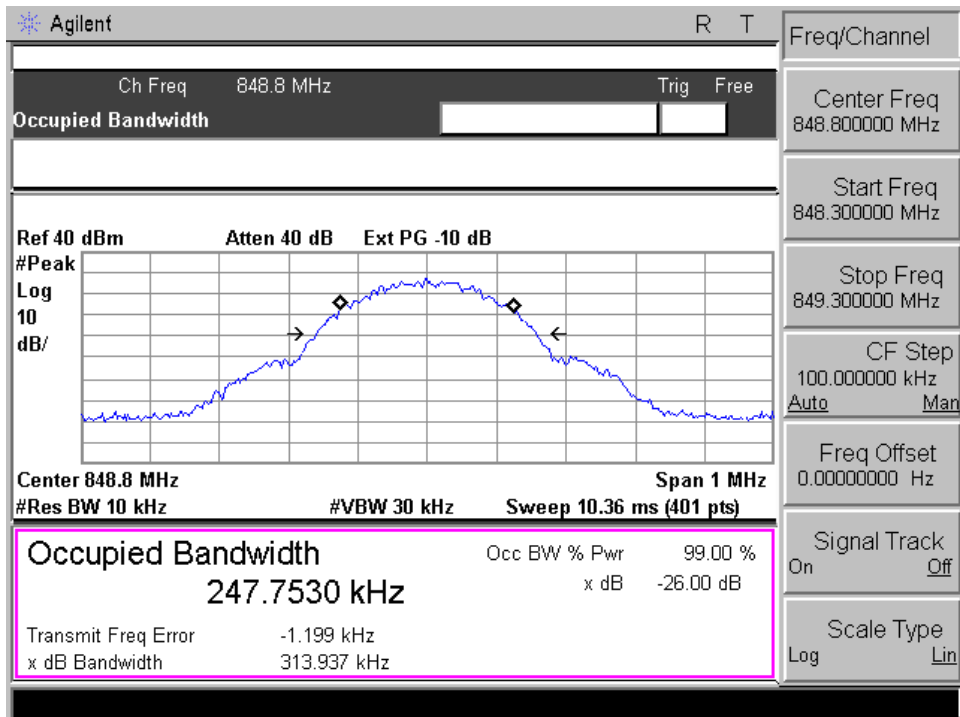 Agilent R T
Ch Freq 848.8 MHz Trig Free
Occupied Bandwidth
Ref 40 dBm Atten 40 dB Ext PG -10 dB
#Peak
Log
10
dB/
Center 848.8 MHz Span 1 MHz
#Res BW 10 kHz #VBW 30 kHz Sweep 10.36 ms (401 pts)
Occupied Bandwidth Occ BW % Pwr 99.00 %
247.7530 kHz x dB -26.00 dB
Transmit Freq Error -1.199 kHz
x dB Bandwidth 313.937 kHz
Freq/Channel
Center Freq
848.800000 MHz
Start Freq
848.300000 MHz
Stop Freq
849.300000 MHz
CF Step
100.000000 kHz
Auto Man
Freq Offset
0.00000000 Hz
Signal Track
On Off
Scale Type
Log Lin